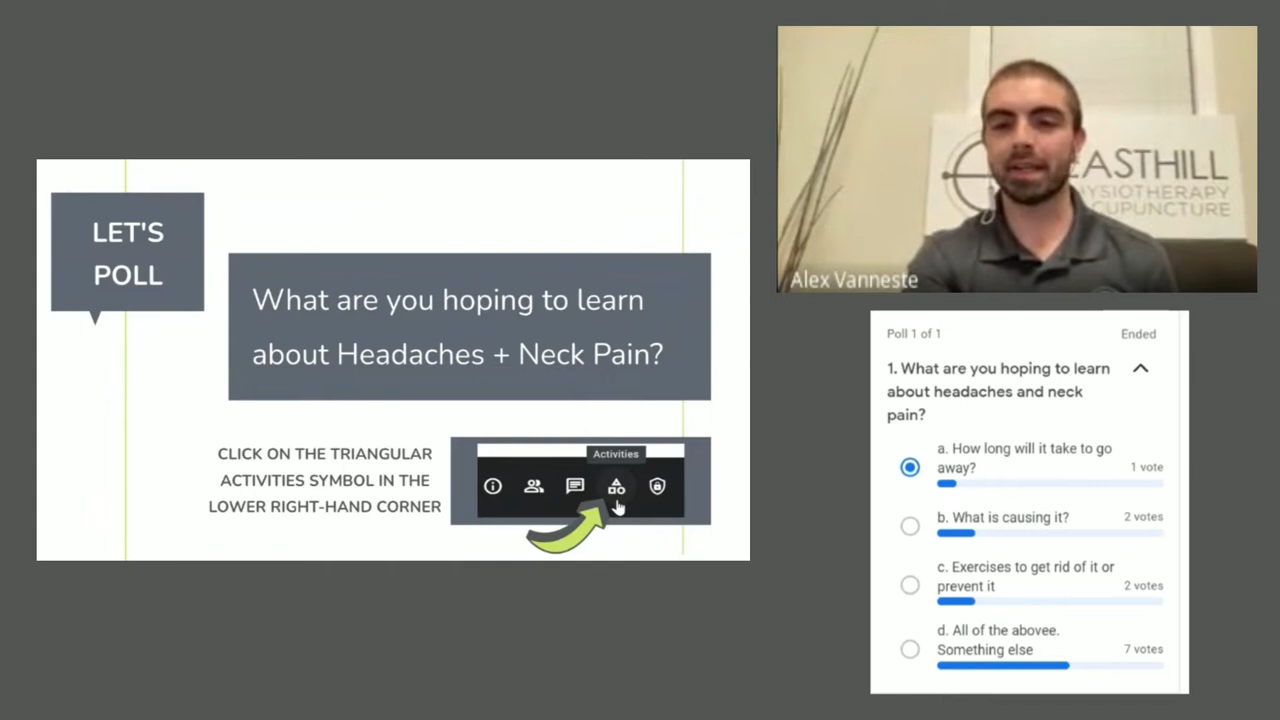 LET'S
POLL
What are you hoping to learn
about Headaches + Neck Pain?
CLICK ON THE TRIANGULAR
ACTIVITIES SYMBOL IN THE
LOWER RIGHT-HAND CORNER
Activities
EASTHILL
HYSIOTHERAPY
CUPUNCTURE
Alex Vanneste
Poll 1 of 1
Ended
1. What are you hoping to learn
about headaches and neck
pain?
a. How long will it take to go
away?
1 vote
b. What is causing it?
2 votes
c. Exercises to get rid of it or
prevent it
2 votes
d. All of the abovee.
Something else
7 votes